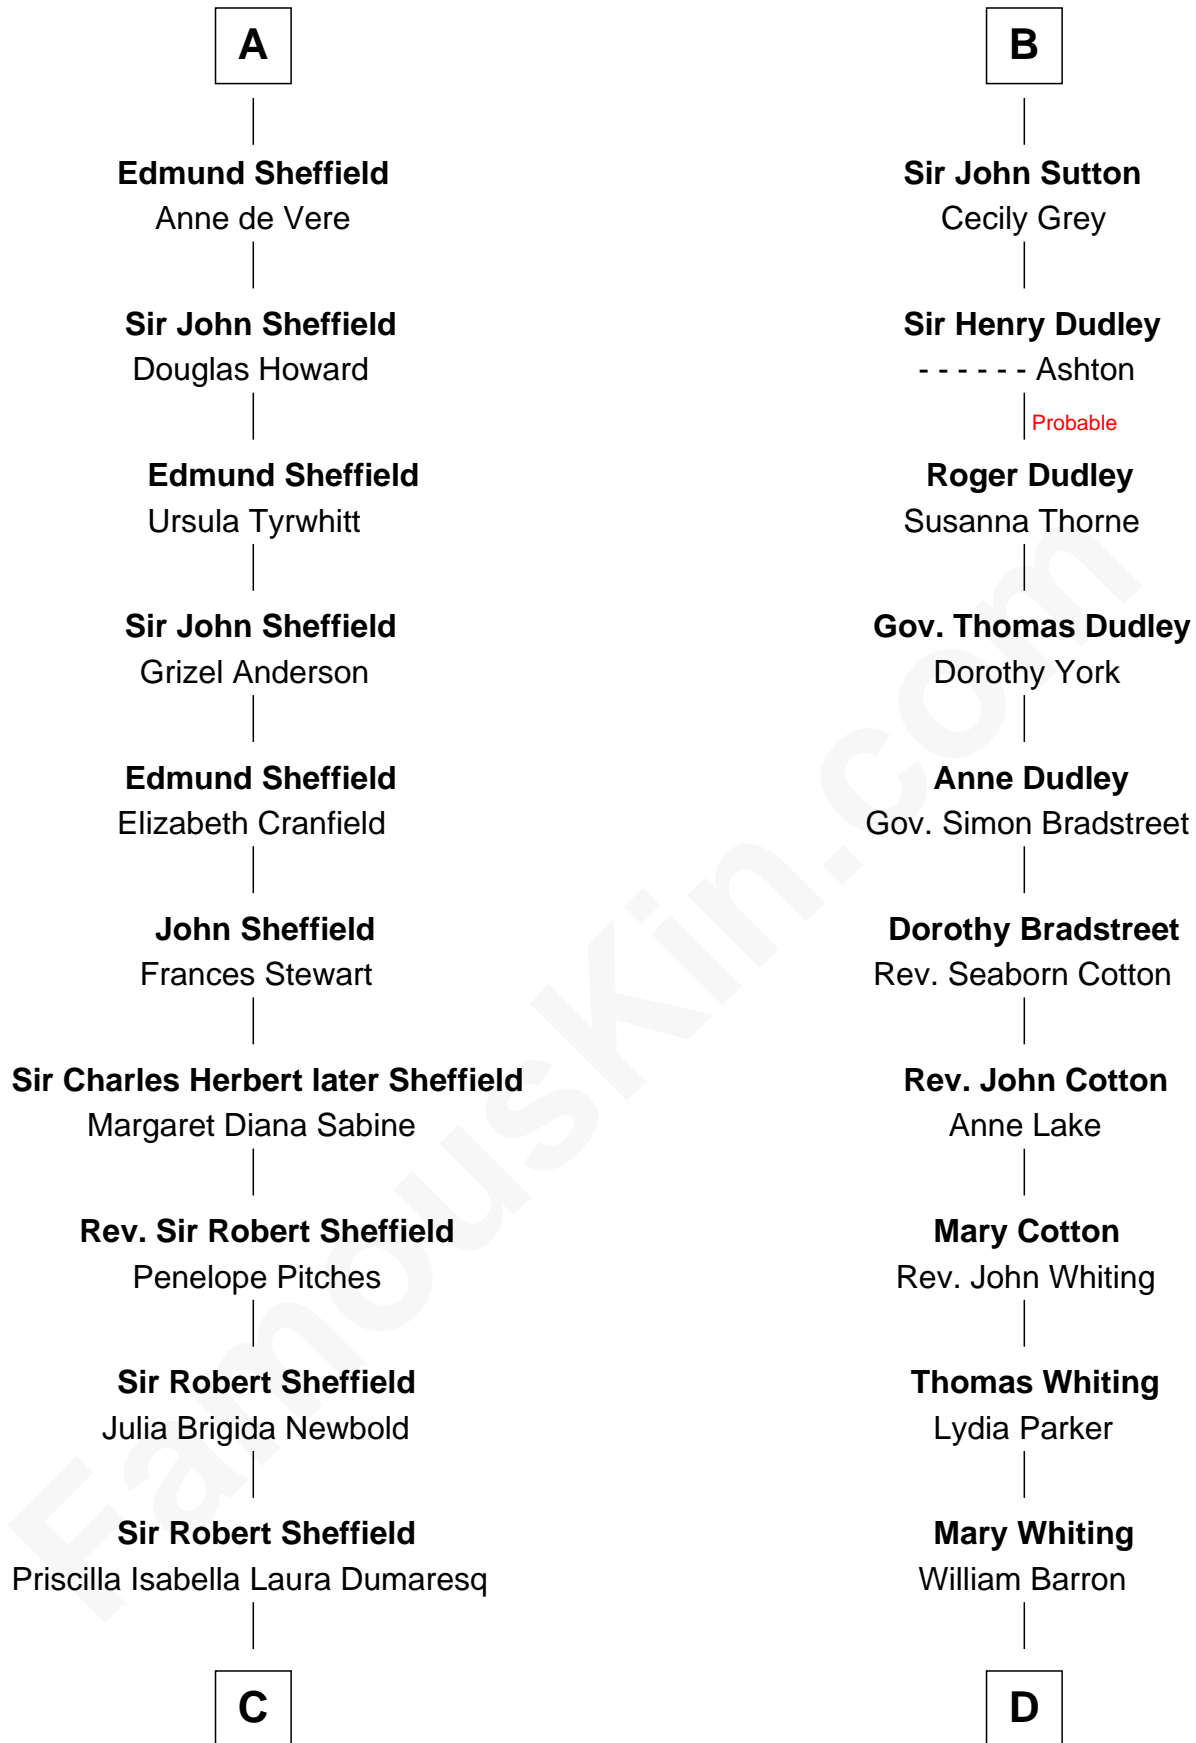 A
Edmund Sheffield
Anne de Vere
Sir John Sheffield
Douglas Howard
Edmund Sheffield
Ursula Tyrwhitt
Sir John Sheffield
Grizel Anderson
Edmund Sheffield
Elizabeth Cranfield
John Sheffield
Frances Stewart
Sir Charles Herbert later Sheffield
Margaret Diana Sabine
Rev. Sir Robert Sheffield
Penelope Pitches
Sir Robert Sheffield
Julia Brigida Newbold
Sir Robert Sheffield
Priscilla Isabella Laura Dumaresq
C
B
Sir John Sutton
Cecily Grey
Sir Henry Dudley
- - - - - - Ashton
Probable
Roger Dudley
Susanna Thorne
Gov. Thomas Dudley
Dorothy York
Anne Dudley
Gov. Simon Bradstreet
Dorothy Bradstreet
Rev. Seaborn Cotton
Rev. John Cotton
Anne Lake
Mary Cotton
Rev. John Whiting
Thomas Whiting
Lydia Parker
Mary Whiting
William Barron
D
FamousKin.com